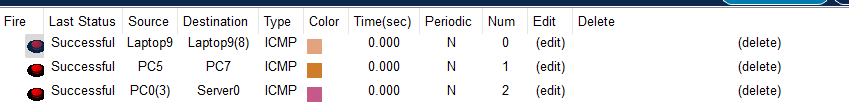 Fire Last Status Source Destination Type Color Time(sec) Periodic Num Edit Delete
Successful Laptop9 Laptop9(8) ICMP 0.000 N 0 (edit) (delete)
Successful PC5 PC7 ICMP 0.000 N 1 (edit) (delete)
Successful PC0(3) Server0 ICMP 0.000 N 2 (edit) (delete)